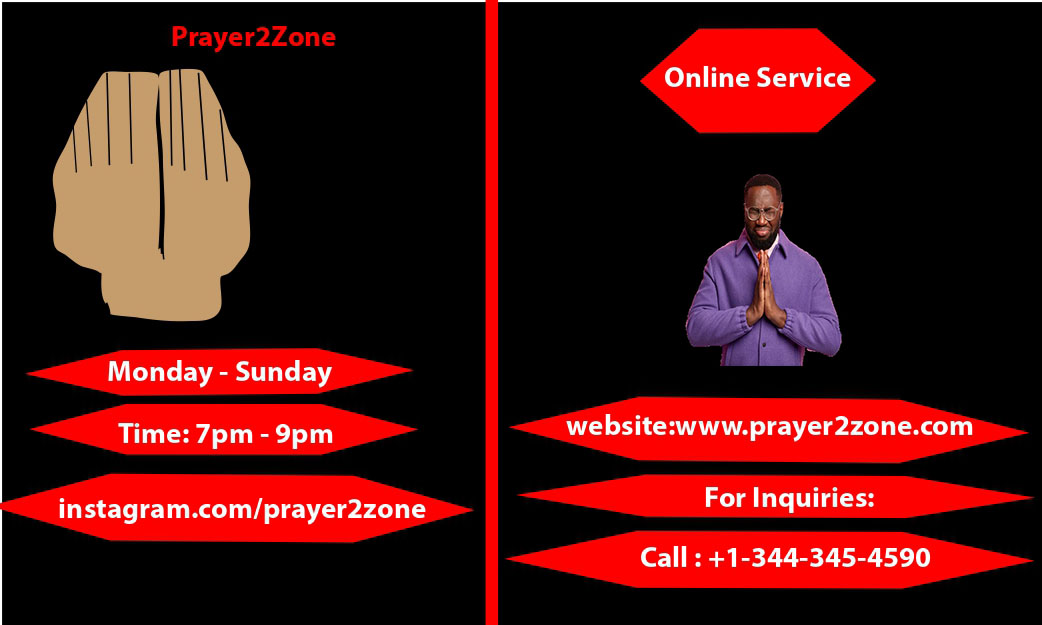 Prayer2Zone
Monday - Sunday
Time: 7pm - 9pm
instagram.com/prayer2zone
Online Service
website:www.prayer2zone.com
For Inquiries:
Call : +1-344-345-4590